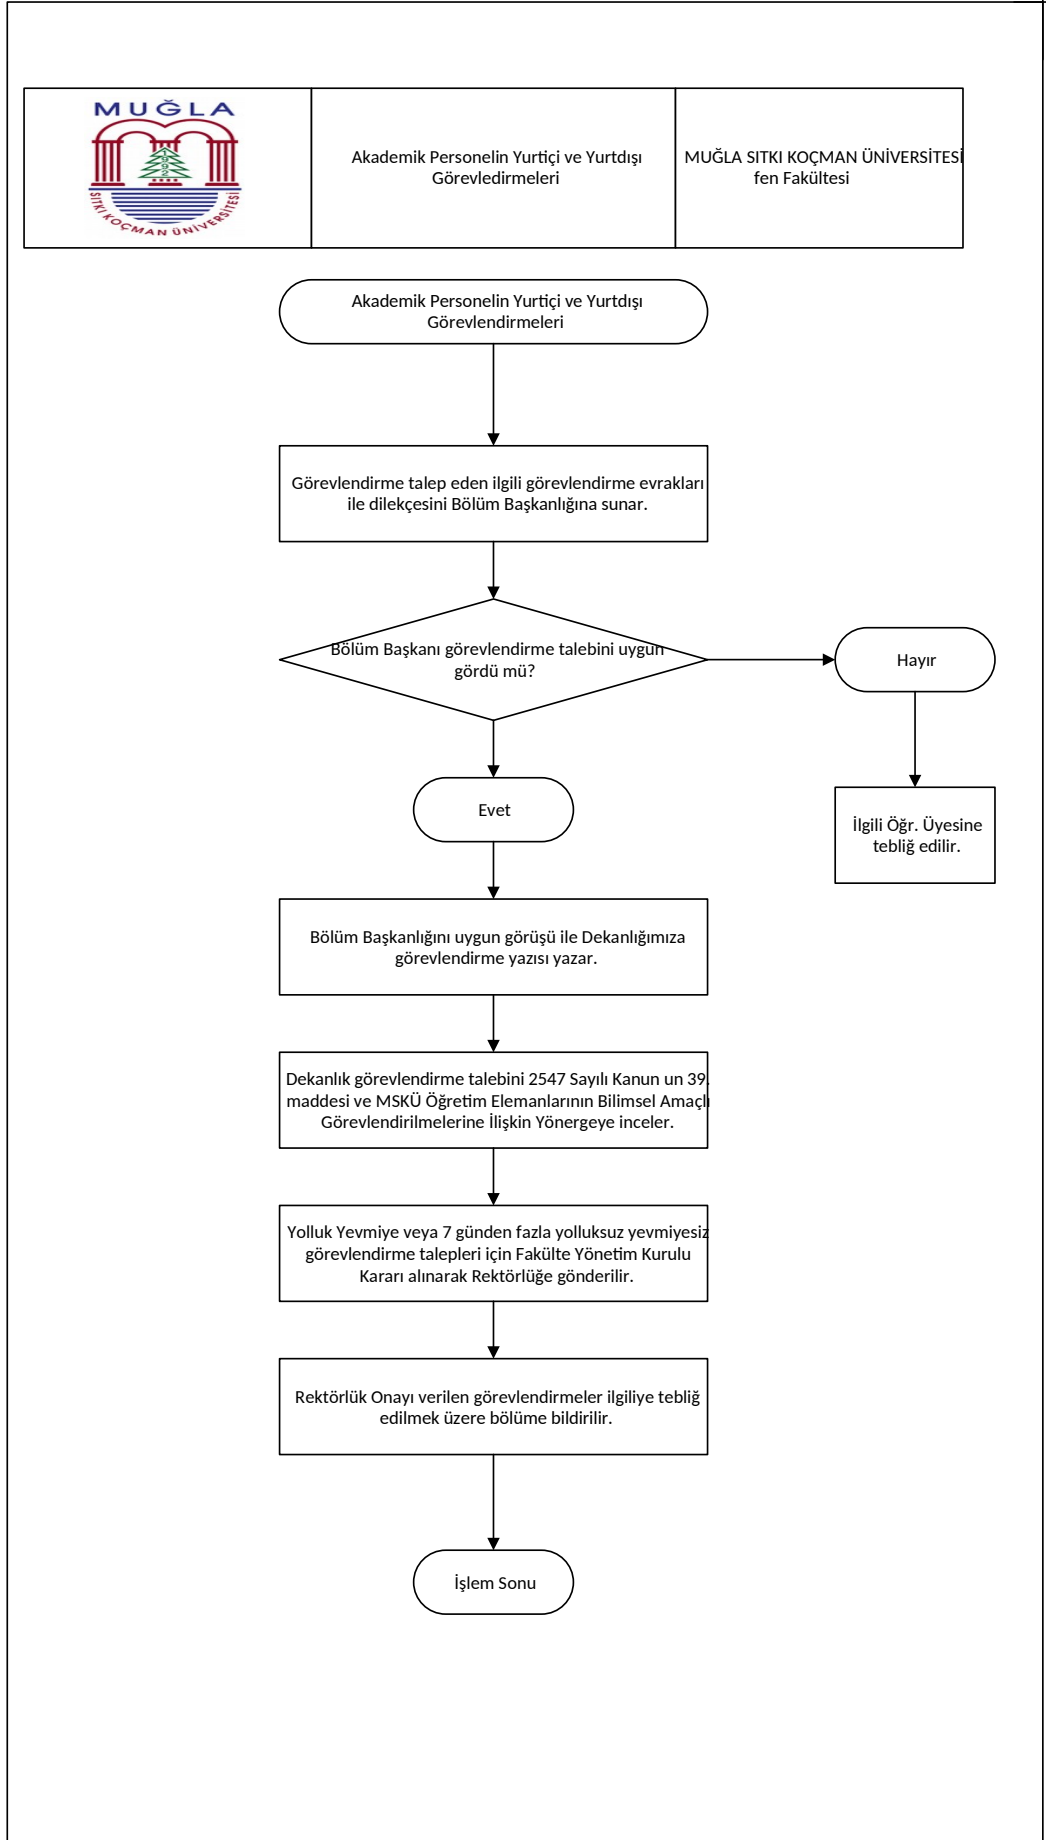 MUĞLA
1992
SITKI KOÇMAN ÜNİVERSİTESİ
Akademik Personelin Yurtiçi ve Yurtdışı
Görevledirmeleri
MUĞLA SITKI KOÇMAN ÜNİVERSİTESİ
fen Fakültesi
Akademik Personelin Yurtiçi ve Yurtdışı
Görevlendirmeleri
Görevlendirme talep eden ilgili görevlendirme evrakları
ile dilekçesini Bölüm Başkanlığına sunar.
Bölüm Başkanı görevlendirme talebini uygun
gördü mü?
Hayır
Evet
İlgili Öğr. Üyesine
tebliğ edilir.
Bölüm Başkanlığını uygun görüşü ile Dekanlığımıza
görevlendirme yazısı yazar.
Dekanlık görevlendirme talebini 2547 Sayılı Kanun un 39.
maddesi ve MSKÜ Öğretim Elemanlarının Bilimsel Amaçlı
Görevlendirilmelerine İlişkin Yönergeye inceler.
Yolluk Yevmiye veya 7 günden fazla yolluksuz yevmiyesiz
görevlendirme talepleri için Fakülte Yönetim Kurulu
Kararı alınarak Rektörlüğe gönderilir.
Rektörlük Onayı verilen görevlendirmeler ilgiliye tebliğ
edilmek üzere bölüme bildirilir.
İşlem Sonu